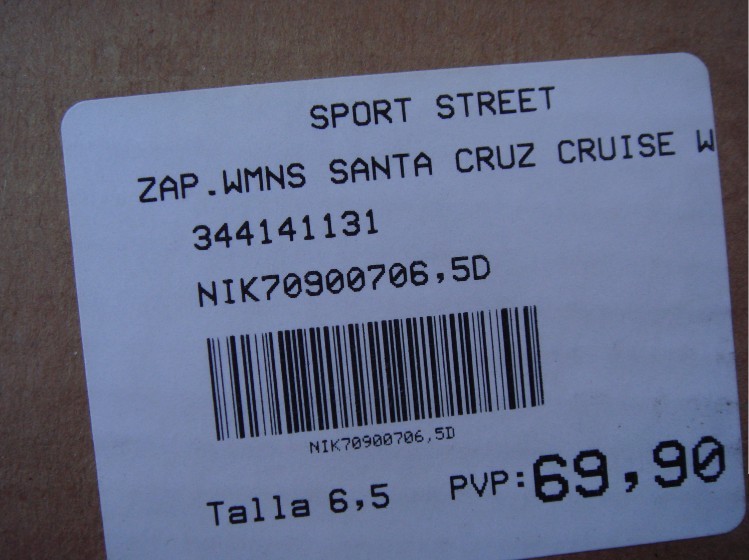 SPORT STREET
ZAP.WMNS SANTA CRUZ CRUISE W
344141131
NIK70900706,5D
NIK70900706,5D
Talla 6,5 PVP:69,90